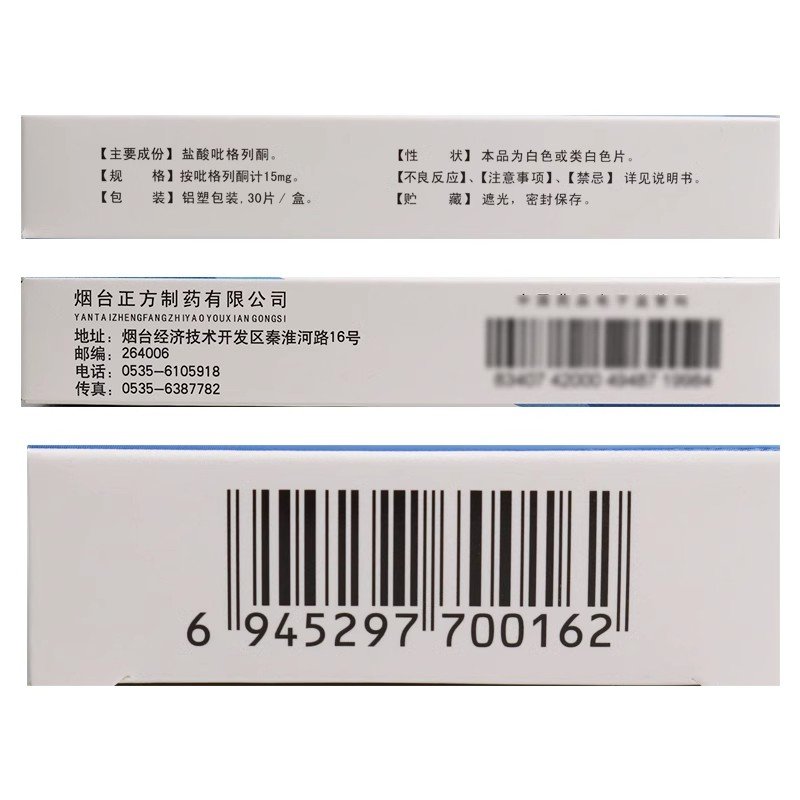 【主要成份】盐酸吡格列酮。
【规　　格】按吡格列酮计15mg。
【包　　装】铝塑包装,30片/盒。
【性　　状】本品为白色或类白色片。
【不良反应】、【注意事项】、【禁忌】详见说明书。
【贮　　藏】遮光，密封保存。
烟台正方制药有限公司
YANTAIZHENGFANGZHIYAOYOUXIANGONGSI
地址：烟台经济技术开发区秦淮河路16号
邮编：264006
电话：0535-6105918
传真：0535-6387782
6 945297 700162